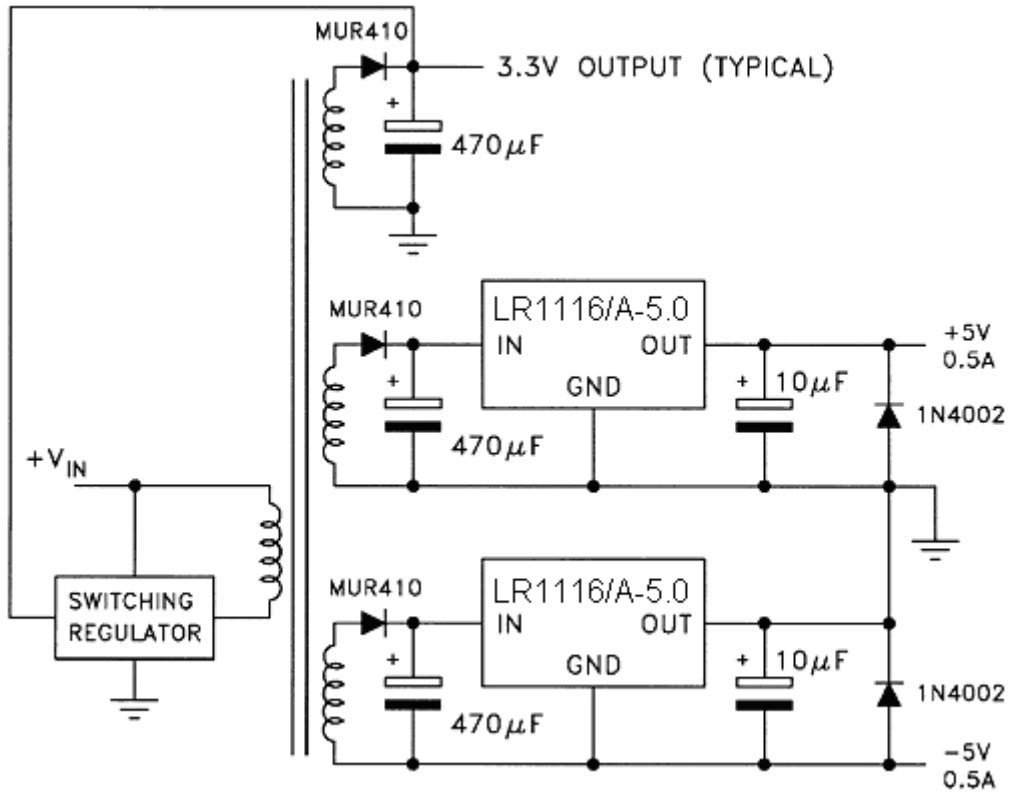 MUR410
3.3V OUTPUT (TYPICAL)
+
470μF
MUR410
LR1116/A-5.0
IN
OUT
GND
+
470μF
+
10μF
+5V
0.5A
1N4002
+VIN
SWITCHING
REGULATOR
MUR410
LR1116/A-5.0
IN
OUT
GND
+
470μF
+
10μF
1N4002
-5V
0.5A